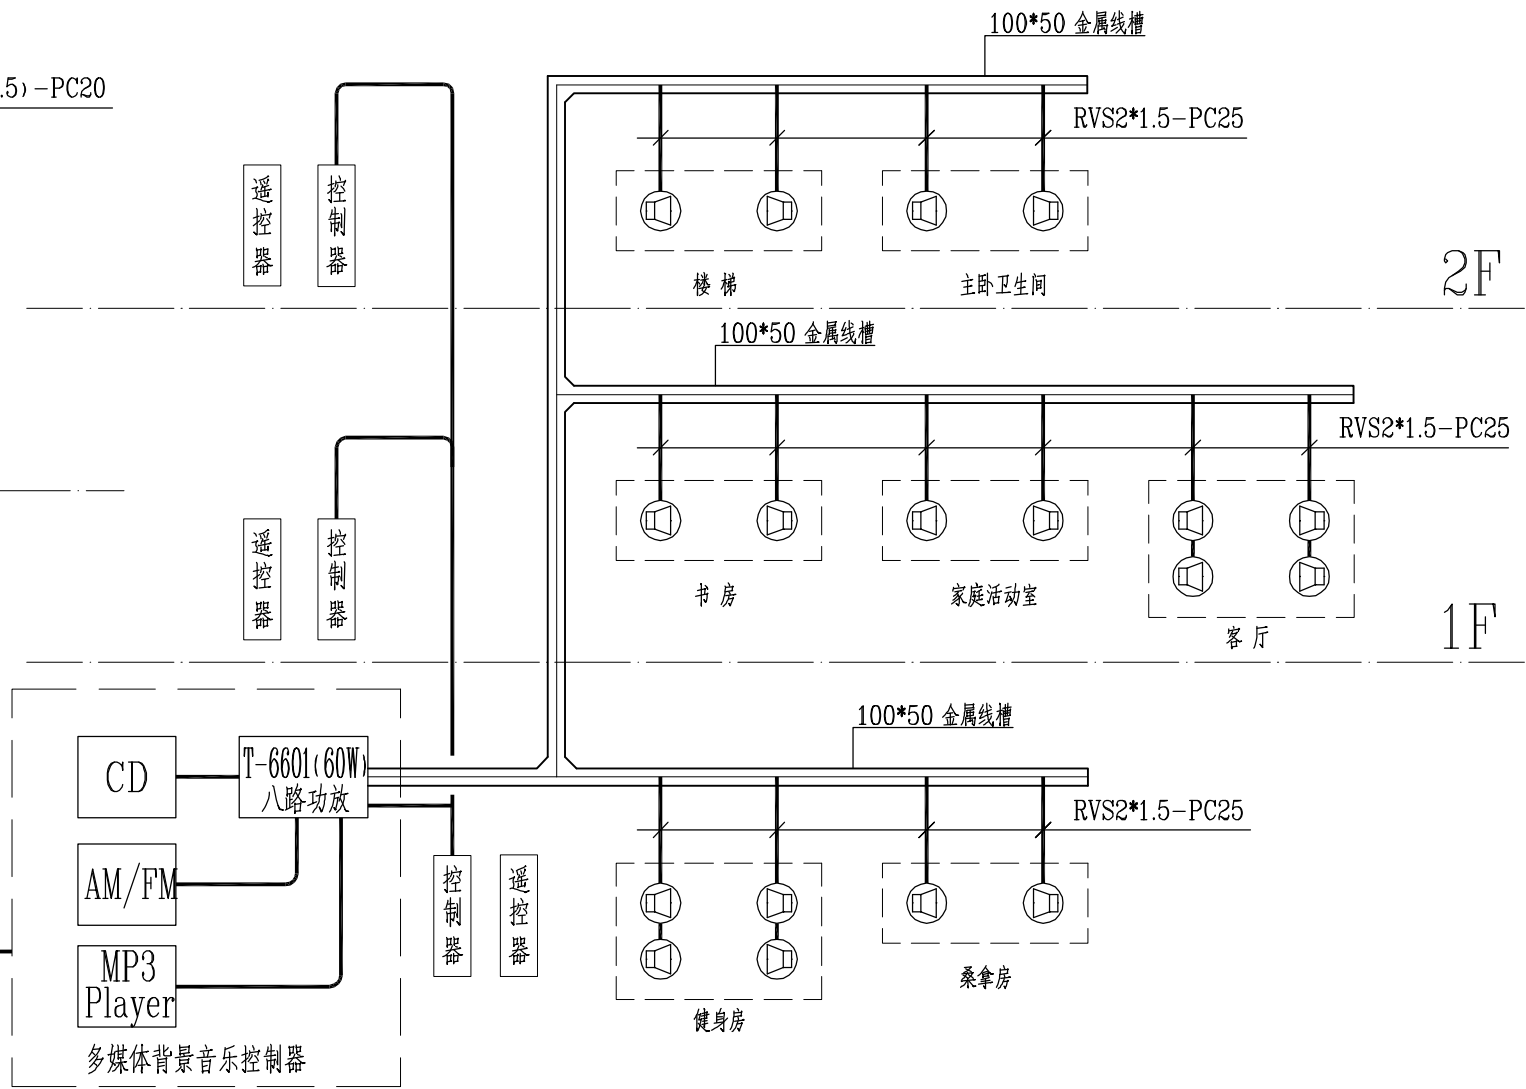 100*50 金属线槽
.5)-PC20
RVS2*1.5-PC25
遥控器
控制器
楼 梯
主卧卫生间
2F
100*50 金属线槽
RVS2*1.5-PC25
遥控器
控制器
书 房
家庭活动室
客 厅
1F
100*50 金属线槽
CD
T-6601(60W)
八路功放
RVS2*1.5-PC25
AM/FM
控制器
遥控器
MP3
Player
桑拿房
健身房
多媒体背景音乐控制器